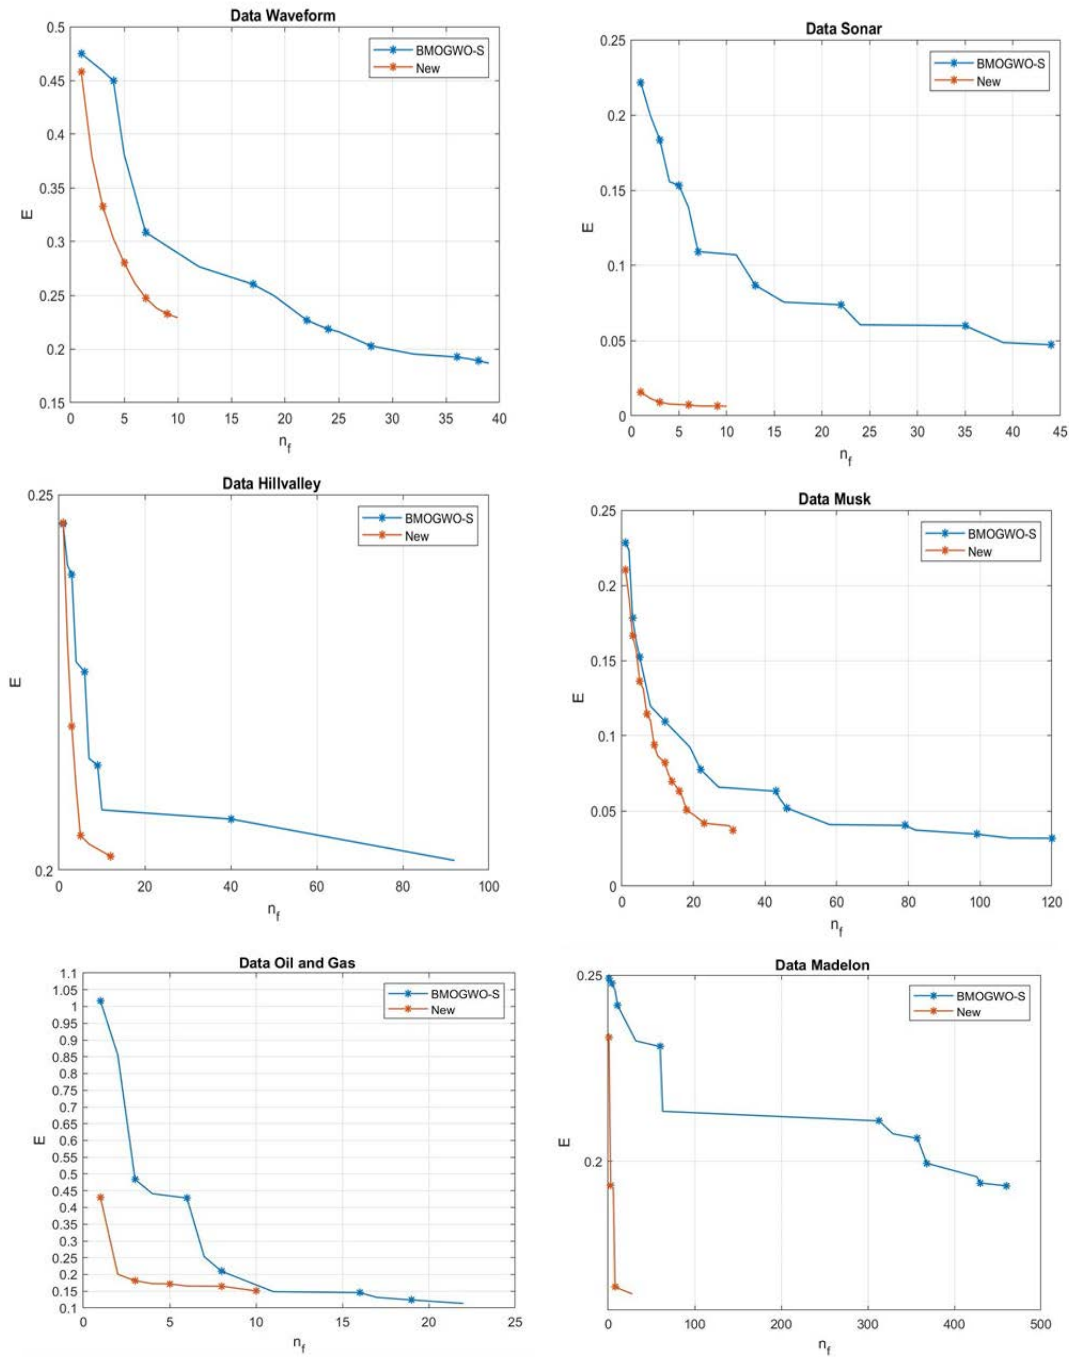 Data Waveform
0.5
0.45
0.4
0.35
0.3
0.25
0.2
0.15
E
0 5 10 15 20 25 30 35 40
n_f
BMOGWO-S
New
Data Sonar
0.25
0.2
0.15
0.1
0.05
0
E
0 5 10 15 20 25 30 35 40 45
n_f
BMOGWO-S
New
Data Hillvalley
0.25
0.2
E
0 20 40 60 80 100
n_f
BMOGWO-S
New
Data Musk
0.25
0.2
0.15
0.1
0.05
0
E
0 20 40 60 80 100 120
n_f
BMOGWO-S
New
Data Oil and Gas
1.1
1.05
1
0.95
0.9
0.85
0.8
0.75
0.7
0.65
0.6
0.55
0.5
0.45
0.4
0.35
0.3
0.25
0.2
0.15
0.1
E
0 5 10 15 20 25
n_f
BMOGWO-S
New
Data Madelon
0.25
0.2
E
0 100 200 300 400 500
n_f
BMOGWO-S
New